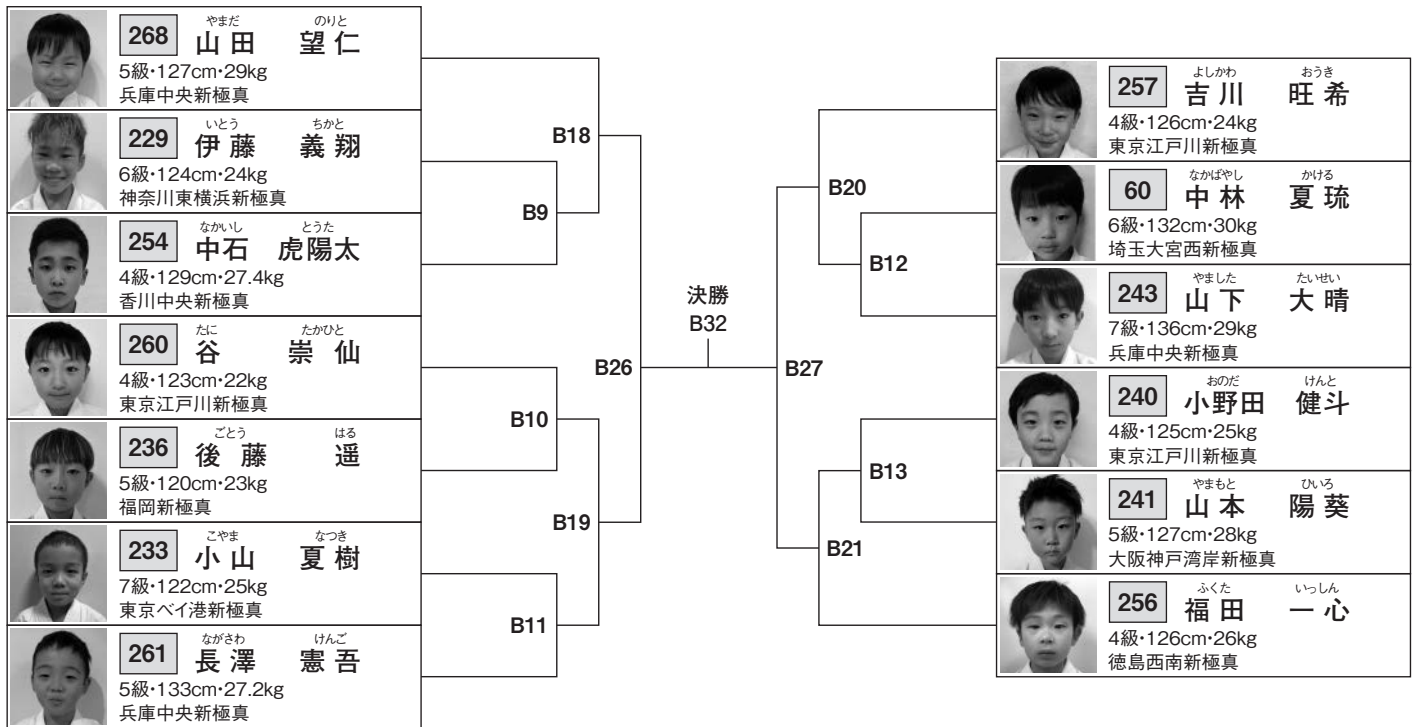 やまだ のりと
268 山田 望仁
5級・127cm・29kg
兵庫中央新極真
いとう ちかと
229 伊藤 義翔
6級・124cm・24kg
神奈川東横浜新極真
なかいし とうた
254 中石 虎陽太
4級・129cm・27.4kg
香川中央新極真
たに たかひと
260 谷 崇仙
4級・123cm・22kg
東京江戸川新極真
ごとう はる
236 後藤 遥
5級・120cm・23kg
福岡新極真
こやま なつき
233 小山 夏樹
7級・122cm・25kg
東京ベイ港新極真
ながさわ けんご
261 長澤 憲吾
5級・133cm・27.2kg
兵庫中央新極真
B18
B9
B10
B19
B11
B26
決勝
B32
B27
B20
B12
B13
B21
よしかわ おうき
257 吉川 旺希
4級・126cm・24kg
東京江戸川新極真
なかばやし かける
60 中林 夏琉
6級・132cm・30kg
埼玉大宮西新極真
やました たいせい
243 山下 大晴
7級・136cm・29kg
兵庫中央新極真
おのだ けんと
240 小野田 健斗
4級・125cm・25kg
東京江戸川新極真
やまもと ひいろ
241 山本 陽葵
5級・127cm・28kg
大阪神戸湾岸新極真
ふくた いっしん
256 福田 一心
4級・126cm・26kg
徳島西南新極真